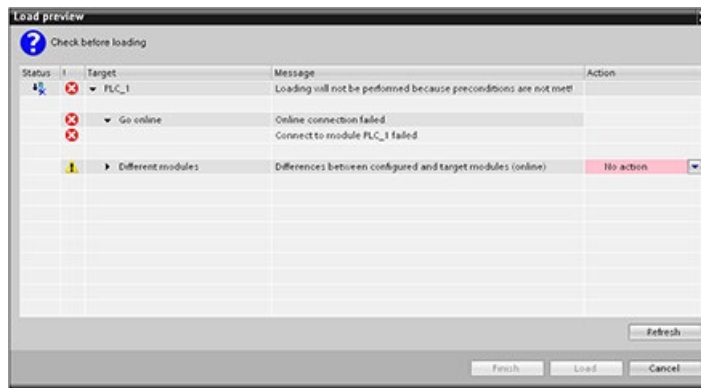 Load preview
Check before loading
Status ! Target Message Action
PLC_1 Loading will not be performed because preconditions are not met!
Go online Online connection failed
Connect to module PLC_1 failed
Different modules Differences between configured and target modules (online) No action
Refresh
Finish Load Cancel